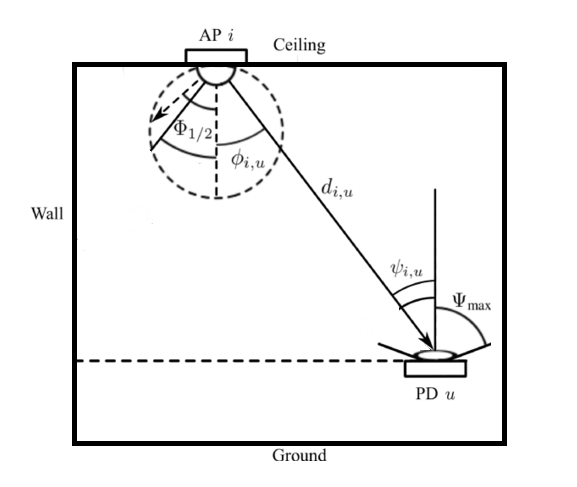 AP i
Ceiling
Φ1/2
ϕi,u
di,u
Wall
ψi,u
Ψmax
PD u
Ground